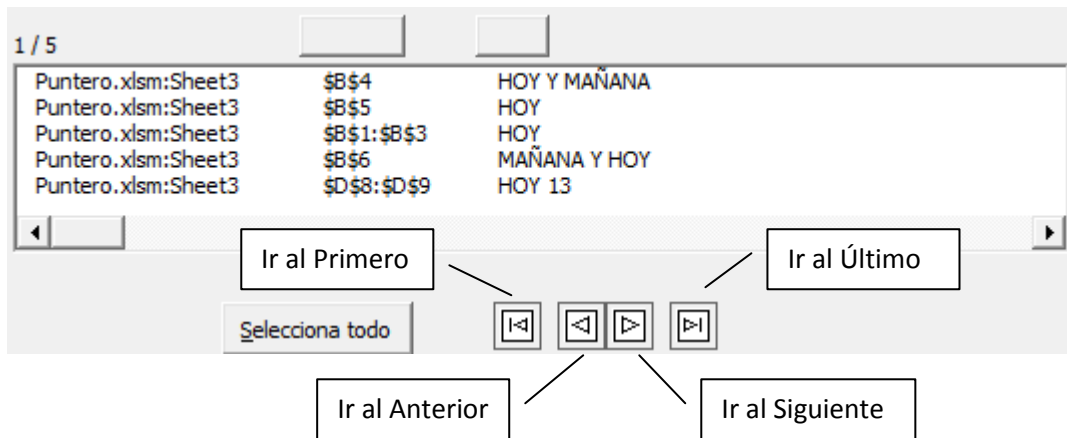 1 / 5
Puntero.xlsm:Sheet3 $B$4 HOY Y MAÑANA
Puntero.xlsm:Sheet3 $B$5 HOY
Puntero.xlsm:Sheet3 $B$1:$B$3 HOY
Puntero.xlsm:Sheet3 $B$6 MAÑANA Y HOY
Puntero.xlsm:Sheet3 $D$8:$D$9 HOY 13
Ir al Primero Ir al Último
Selecciona todo
Ir al Anterior Ir al Siguiente